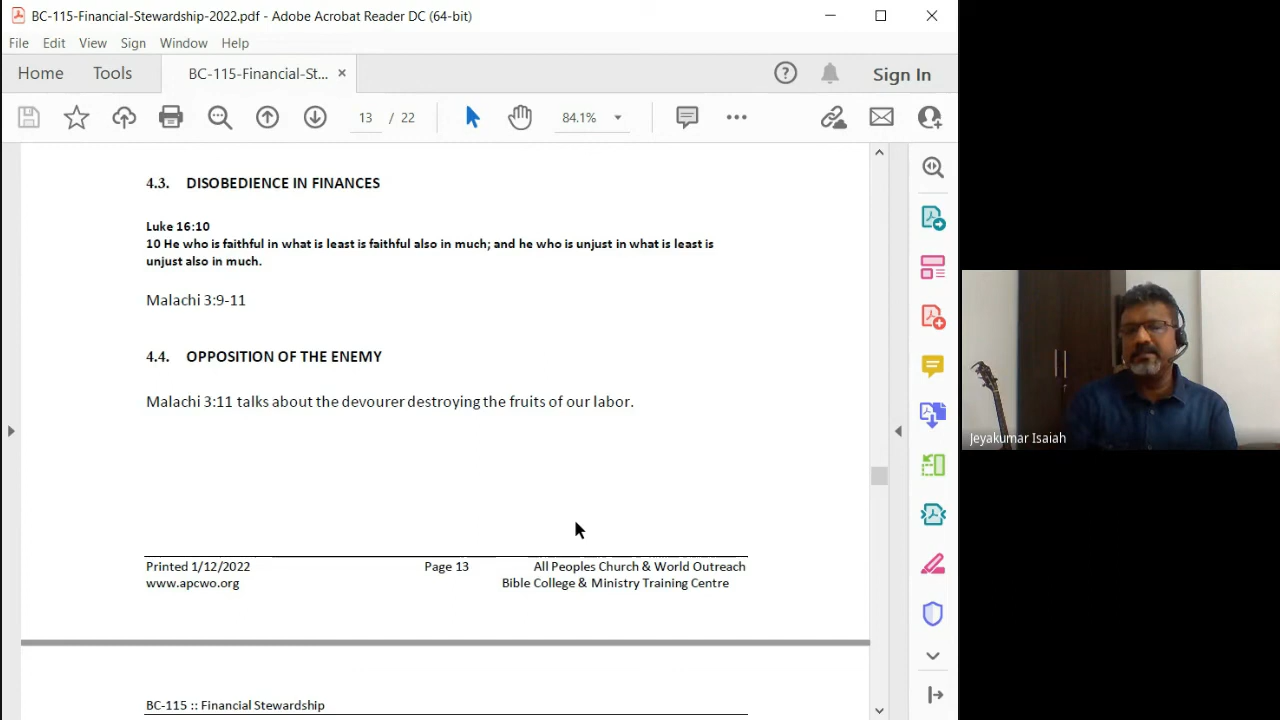 BC-115-Financial-Stewardship-2022.pdf - Adobe Acrobat Reader DC (64-bit)
File Edit View Sign Window Help
Home Tools BC-115-Financial-St... × Sign In
13 / 22 84.1%
4.3. DISOBEDIENCE IN FINANCES
Luke 16:10
10 He who is faithful in what is least is faithful also in much; and he who is unjust in what is least is
unjust also in much.
Malachi 3:9-11
4.4. OPPOSITION OF THE ENEMY
Malachi 3:11 talks about the devourer destroying the fruits of our labor.
Jeyakumar Isaiah
Printed 1/12/2022 Page 13 All Peoples Church & World Outreach
www.apcwo.org Bible College & Ministry Training Centre
BC-115 :: Financial Stewardship